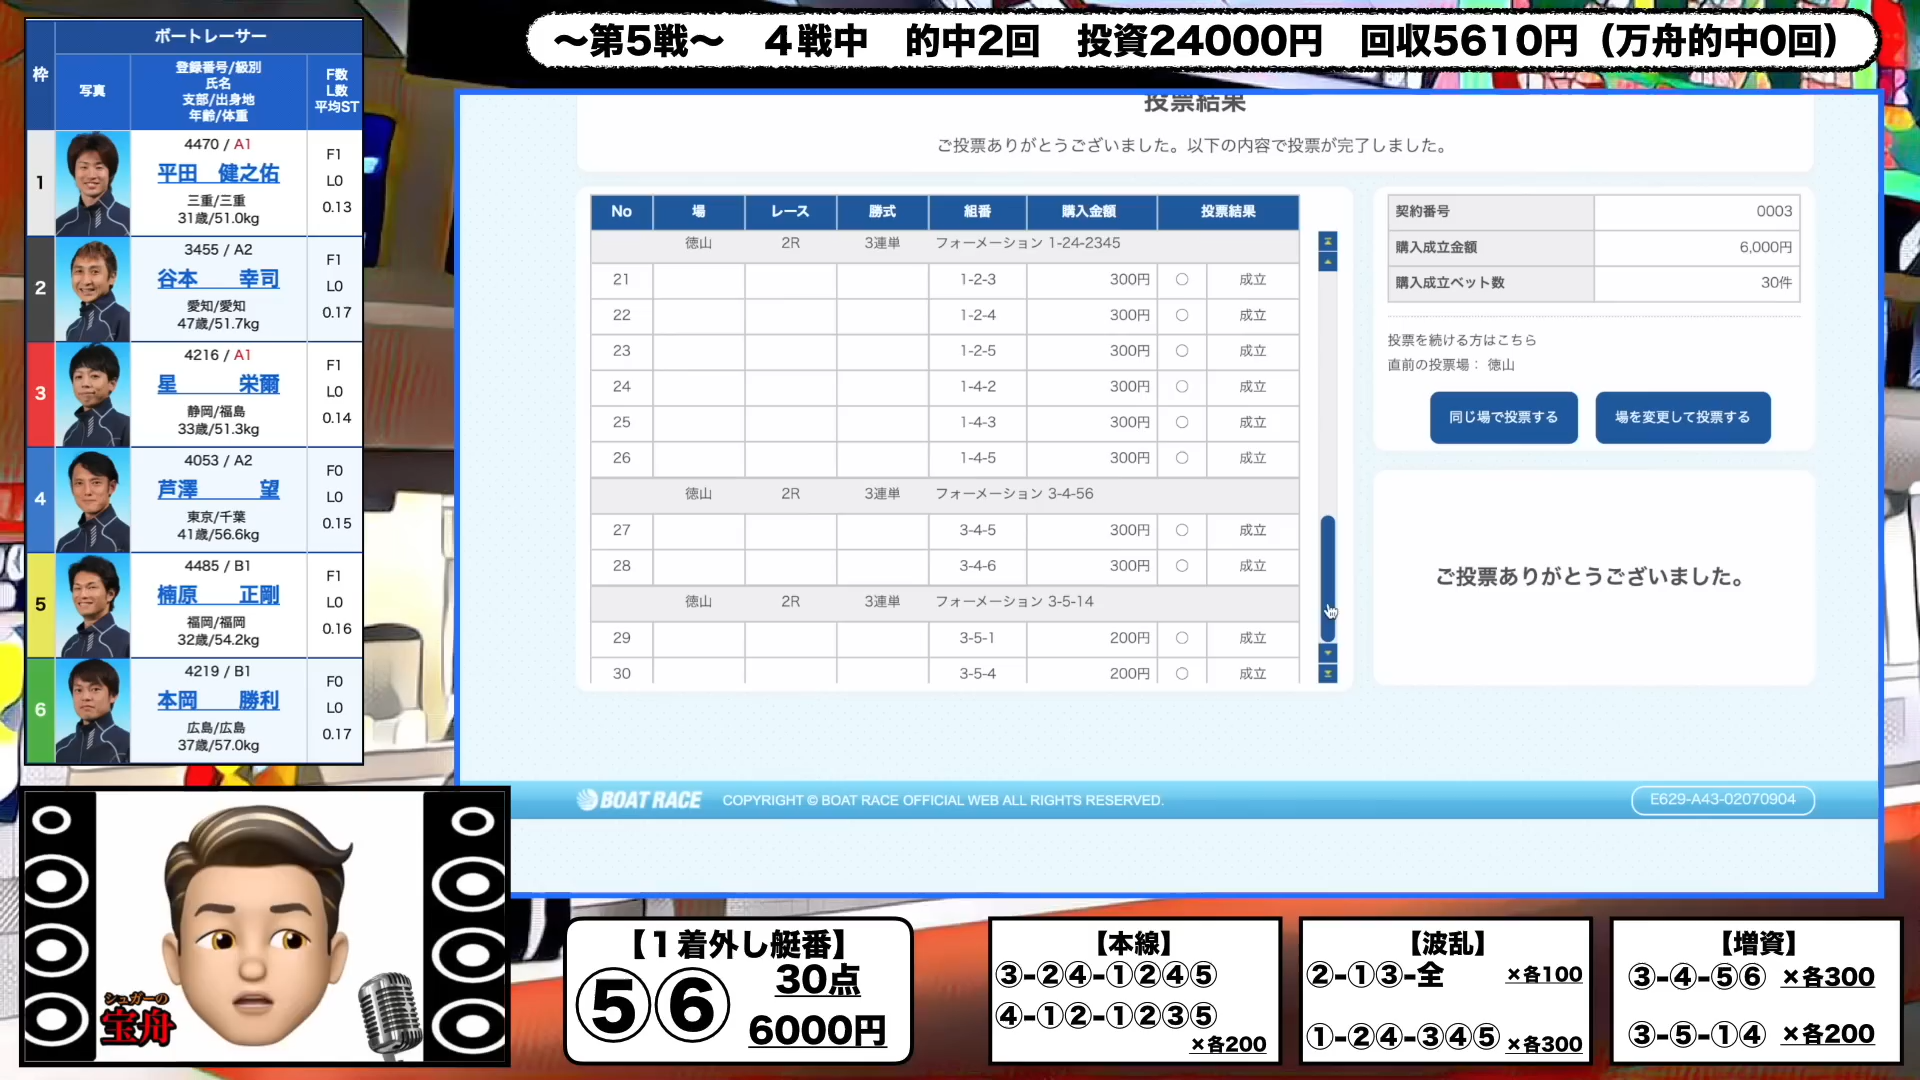 〜第5戦〜　４戦中　的中2回　投資24000円　回収5610円（万舟的中0回）
枠
ボートレーサー
写真
登録番号/級別
氏名
支部/出身地
年齢/体重
F数
L数
平均ST
1
4470 / A1
平田　健之佑
三重/三重
31歳/51.0kg
F1
L0
0.13
2
3455 / A2
谷本　幸司
愛知/愛知
47歳/51.7kg
F1
L0
0.17
3
4216 / A1
星　栄爾
静岡/福島
33歳/51.3kg
F1
L0
0.14
4
4053 / A2
芦澤　望
東京/千葉
41歳/56.6kg
F0
L0
0.15
5
4485 / B1
楠原　正剛
福岡/福岡
32歳/54.2kg
F1
L0
0.16
6
4219 / B1
本岡　勝利
広島/広島
37歳/57.0kg
F0
L0
0.17
投票結果
ご投票ありがとうございました。以下の内容で投票が完了しました。
No 場 レース 勝式 組番 購入金額 投票結果
徳山 2R 3連単 フォーメーション 1-24-2345
21 1-2-3 300円 ○ 成立
22 1-2-4 300円 ○ 成立
23 1-2-5 300円 ○ 成立
24 1-4-2 300円 ○ 成立
25 1-4-3 300円 ○ 成立
26 1-4-5 300円 ○ 成立
徳山 2R 3連単 フォーメーション 3-4-56
27 3-4-5 300円 ○ 成立
28 3-4-6 300円 ○ 成立
徳山 2R 3連単 フォーメーション 3-5-14
29 3-5-1 200円 ○ 成立
30 3-5-4 200円 ○ 成立
契約番号 0003
購入成立金額 6,000円
購入成立ベット数 30件
投票を続ける方はこちら
直前の投票場： 徳山
同じ場で投票する
場を変更して投票する
ご投票ありがとうございました。
BOAT RACE
COPYRIGHT © BOAT RACE OFFICIAL WEB ALL RIGHTS RESERVED.
E629-A43-02070904
シュガーの
宝舟
【１着外し艇番】
⑤⑥
30点
6000円
【本線】
③-②④-①②④⑤
④-①②-①②③⑤
×各200
【波乱】
②-①③-全 ×各100
①-②④-③④⑤ ×各300
【増資】
③-④-⑤⑥ ×各300
③-⑤-①④ ×各200